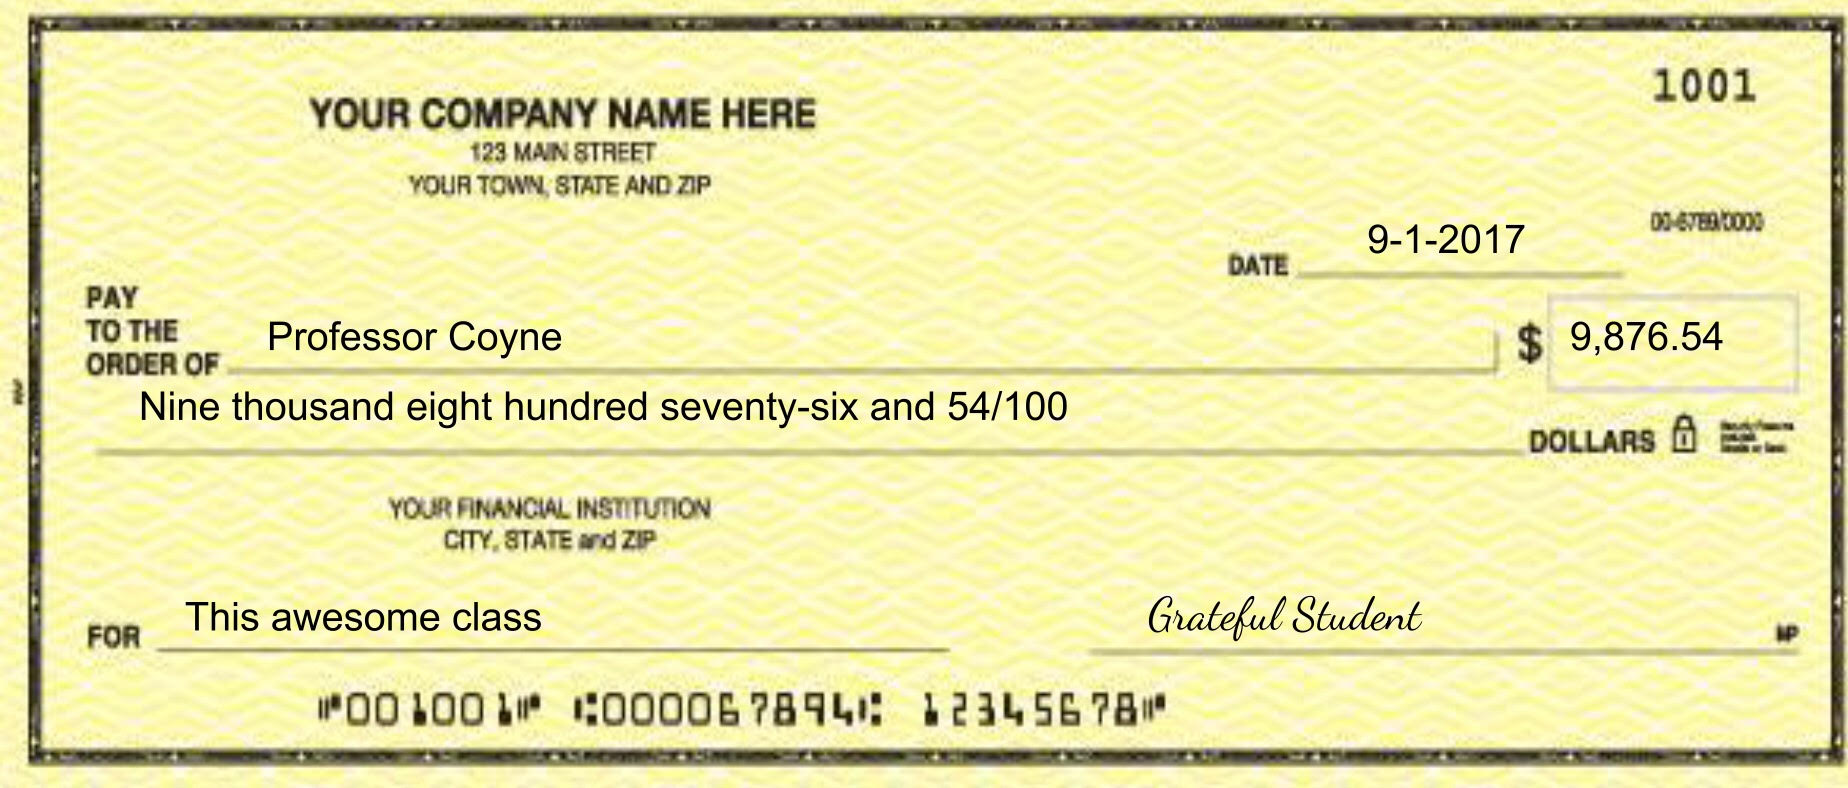 1001
YOUR COMPANY NAME HERE
123 MAIN STREET
YOUR TOWN, STATE AND ZIP
00-6789/0000
DATE 9-1-2017
PAY
TO THE
ORDER OF Professor Coyne $ 9,876.54
Nine thousand eight hundred seventy-six and 54/100
DOLLARS
YOUR FINANCIAL INSTITUTION
CITY, STATE and ZIP
FOR This awesome class Grateful Student MP
⑈001001⑈ ⑆000067894⑆ 12345678⑈